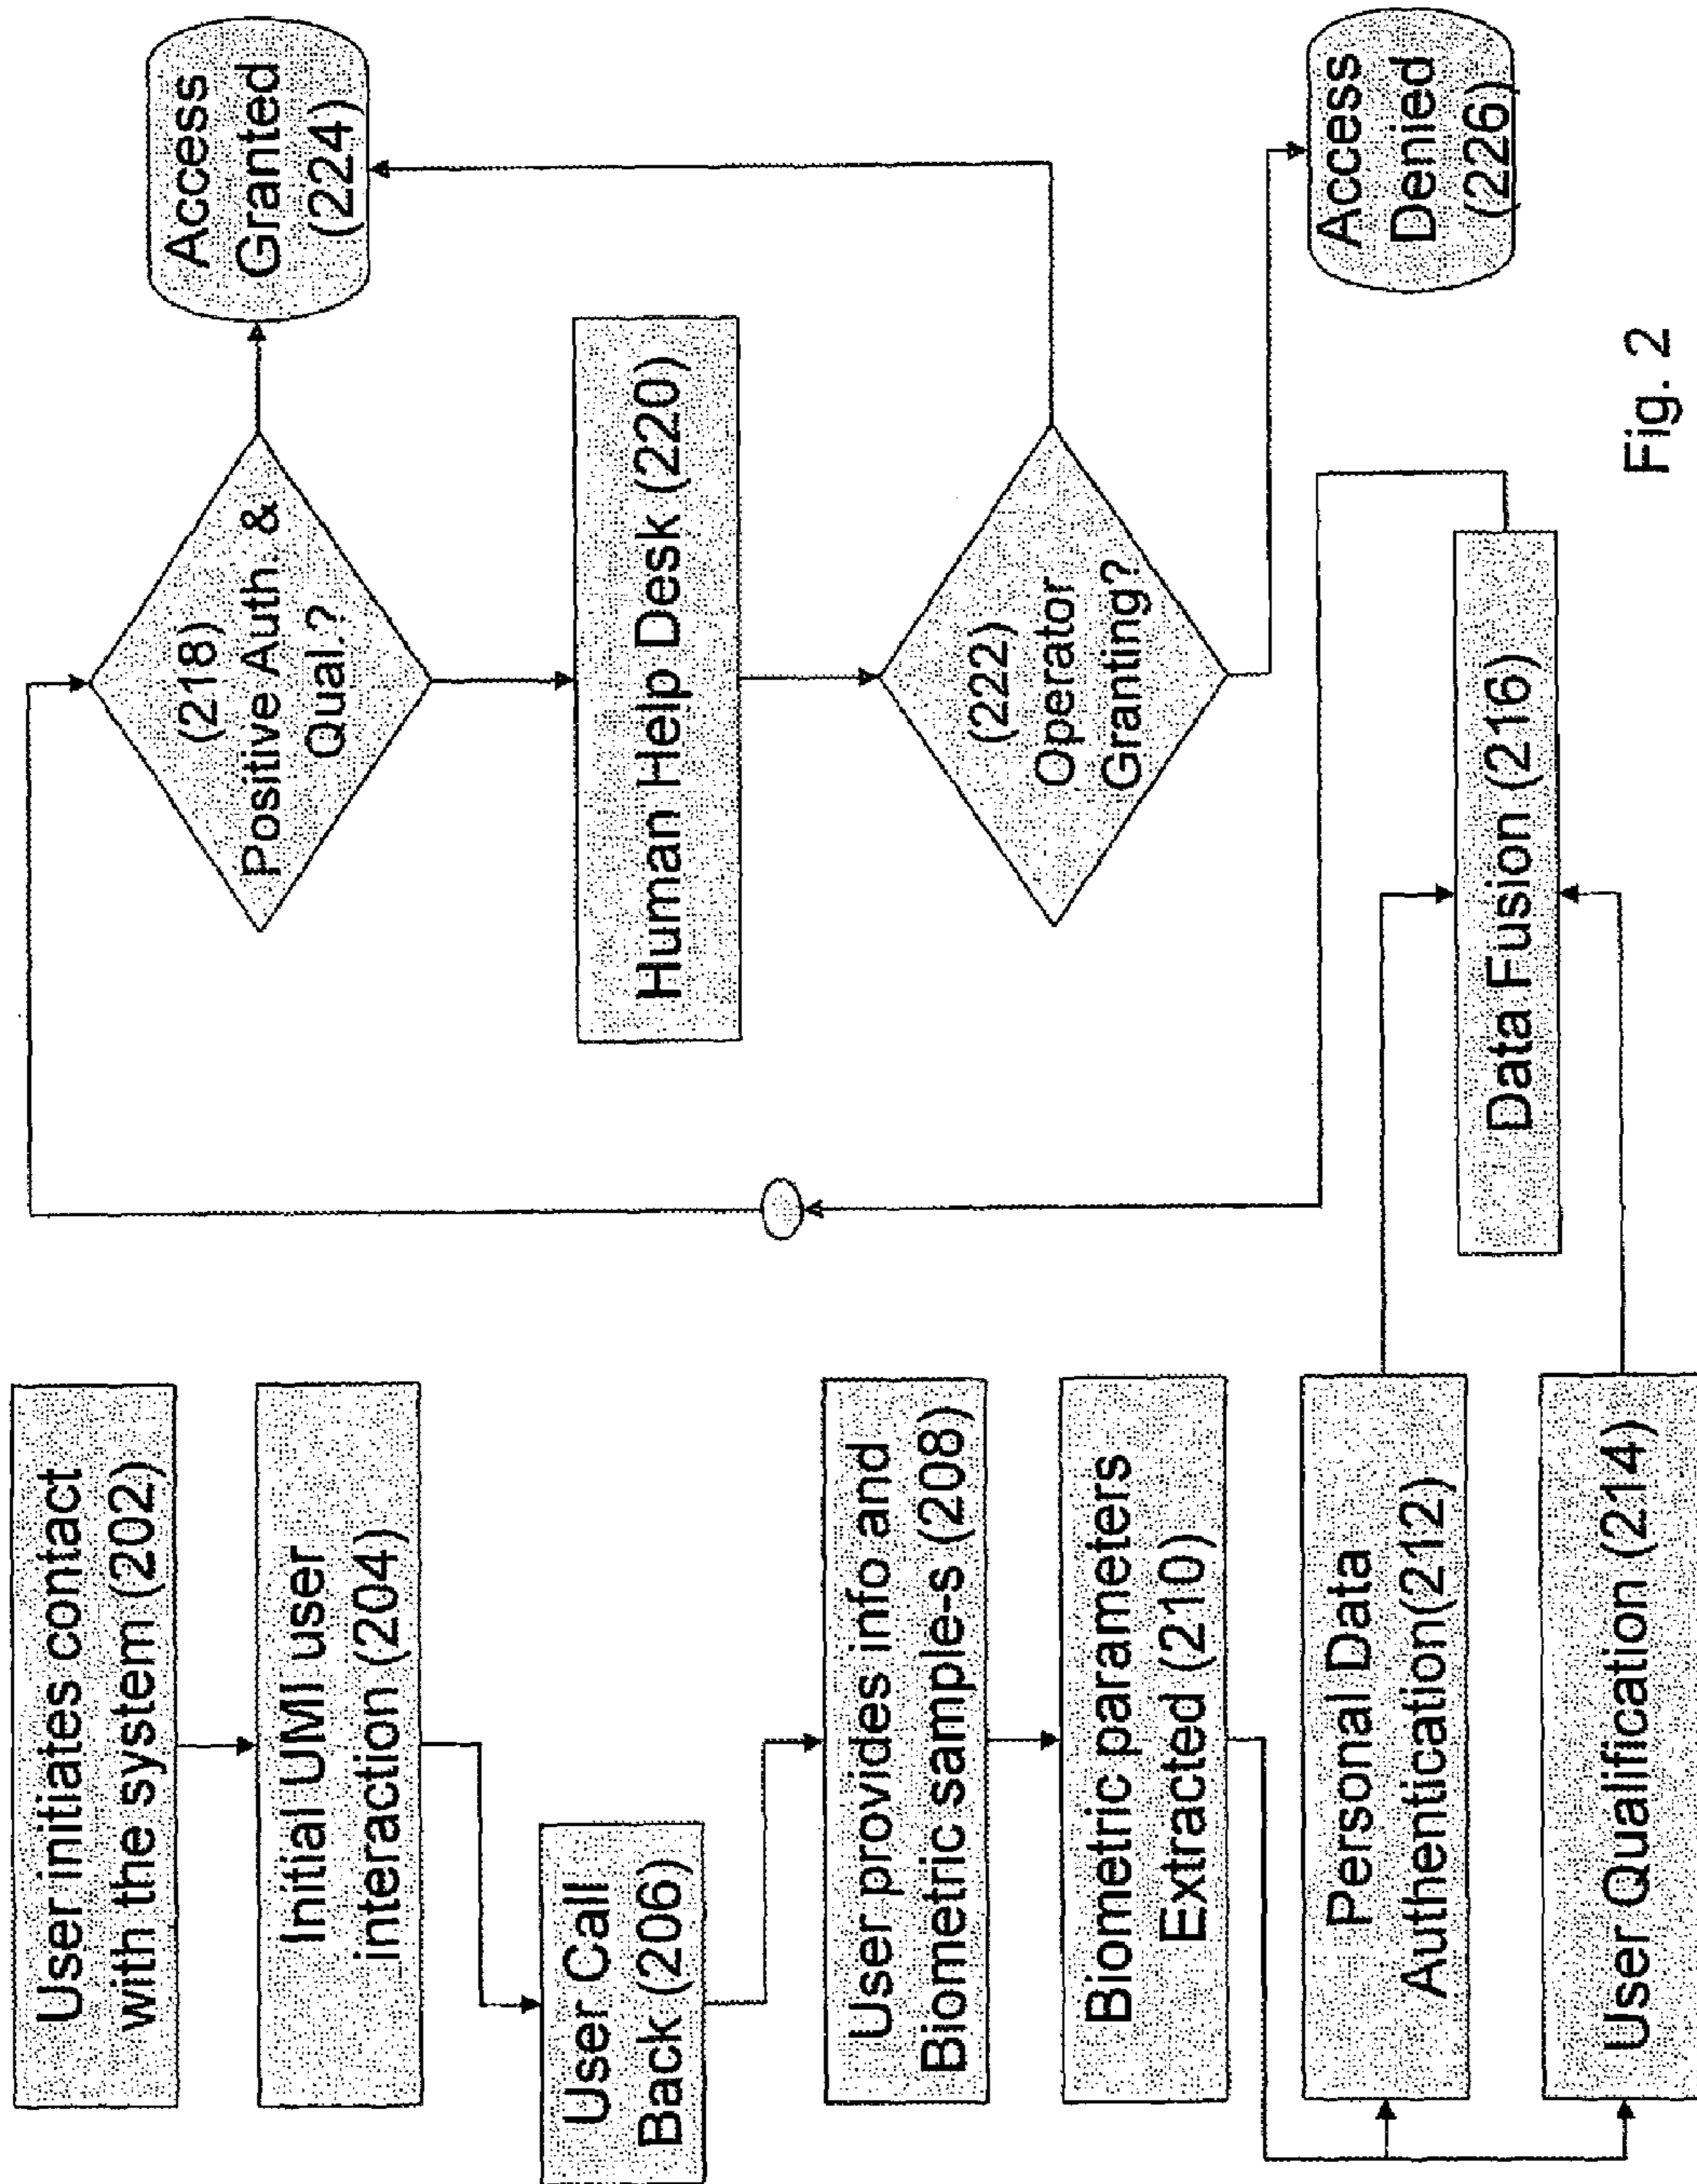 User initiates contact
with the system (202)
Initial UMI user
interaction (204)
User Call
Back (206)
User provides info and
Biometric sample-s (208)
Biometric parameters
Extracted (210)
Personal Data
Authentication(212)
User Qualification (214)
Data Fusion (216)
(218)
Positive Auth. &
Qual.?
Human Help Desk (220)
(222)
Operator
Granting?
Access
Granted
(224)
Access
Denied
(226)
Fig. 2